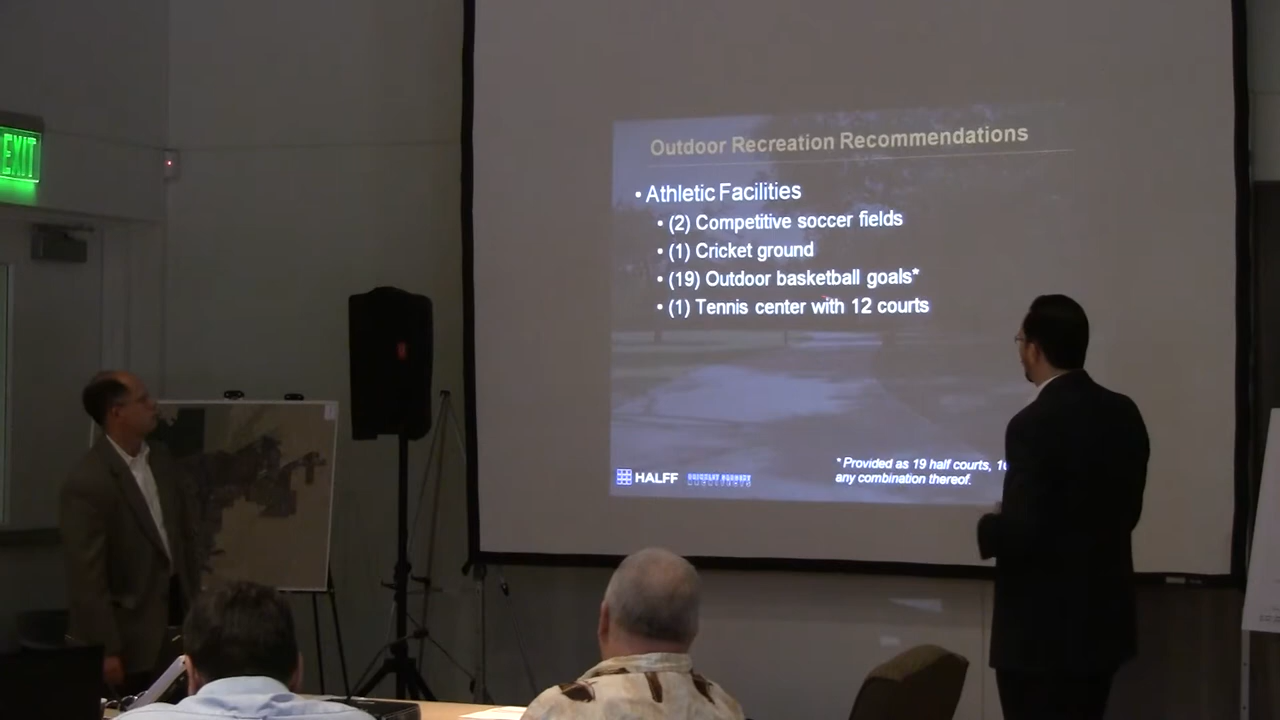 EXIT
Outdoor Recreation Recommendations
• Athletic Facilities
• (2) Competitive soccer fields
• (1) Cricket ground
• (19) Outdoor basketball goals*
• (1) Tennis center with 12 courts
* Provided as 19 half courts,
any combination thereof.
HALFF